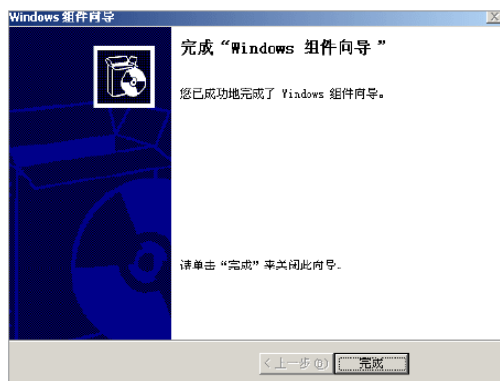 Windows 组件向导
完成“Windows 组件向导 ”
您已成功地完成了 Windows 组件向导。
请单击“完成”来关闭此向导。
<上一步(B)
完成